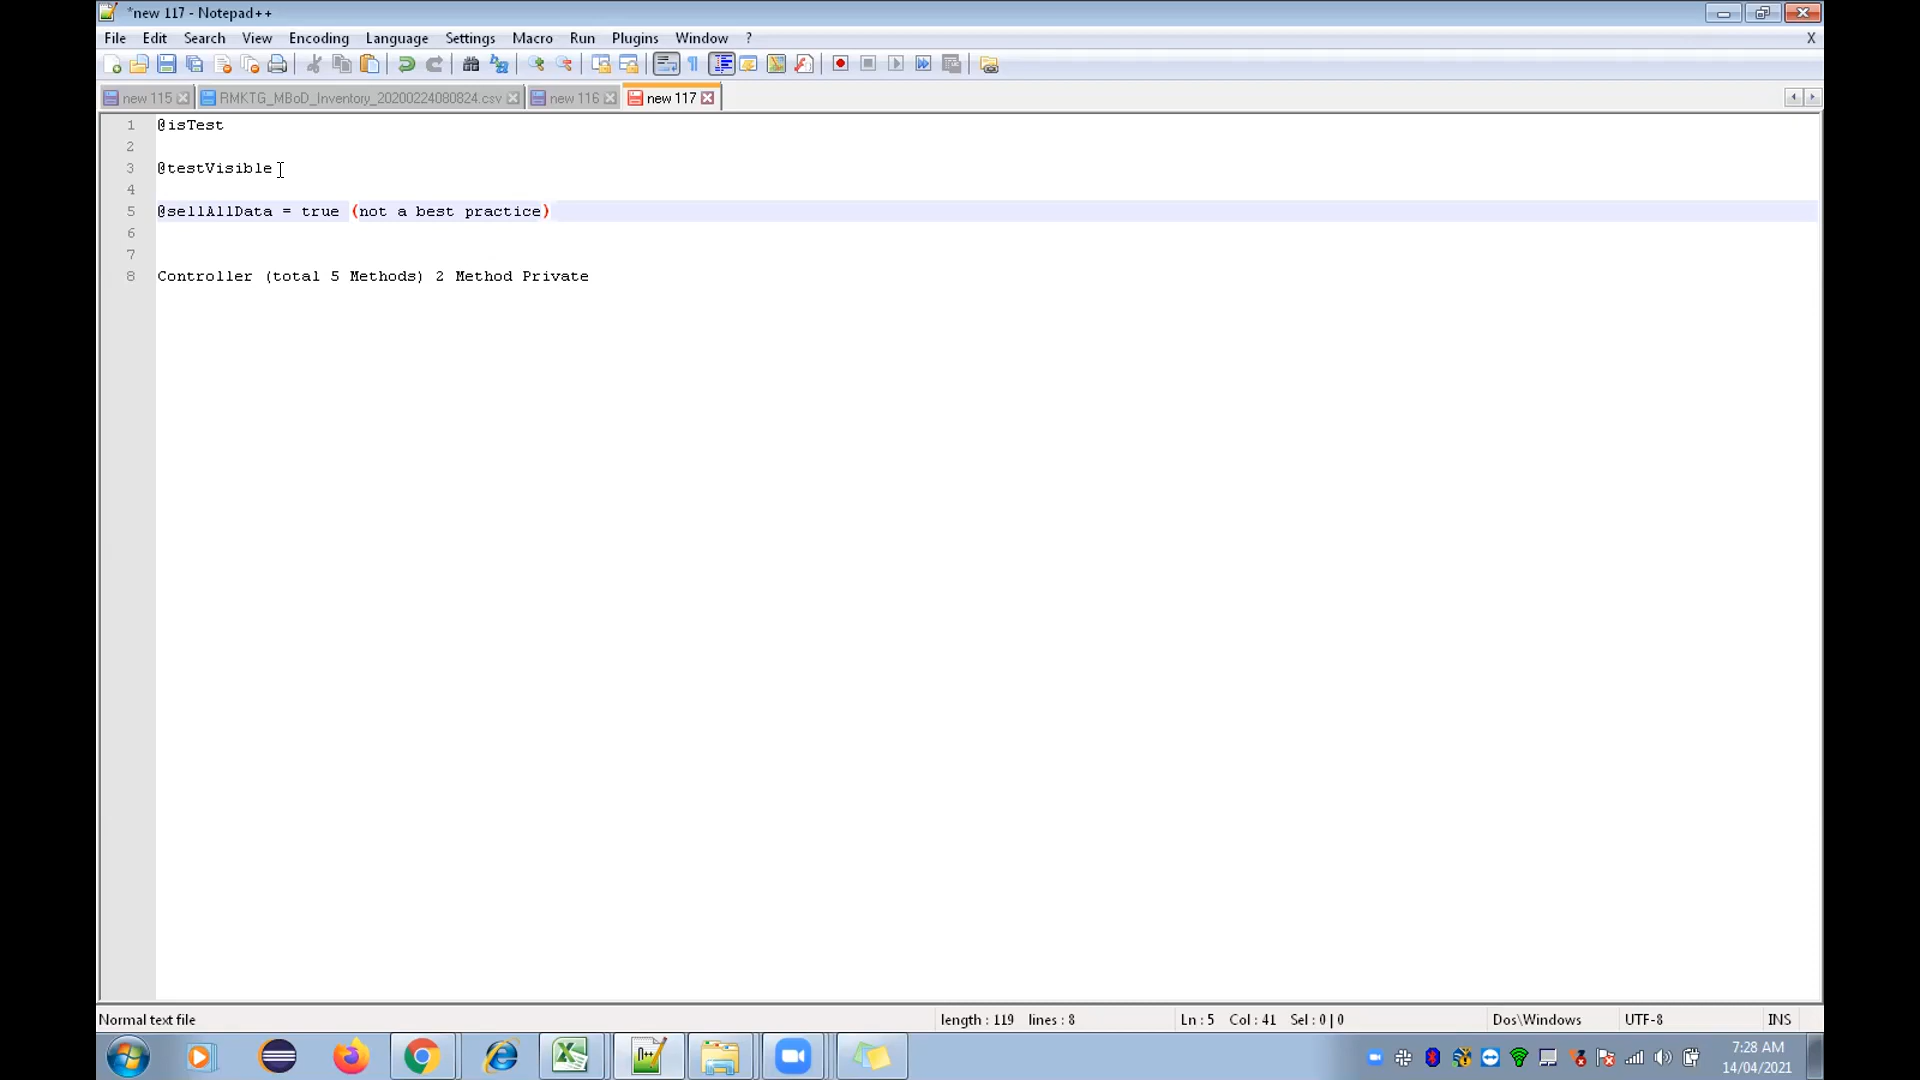 *new 117 - Notepad++
File Edit Search View Encoding Language Settings Macro Run Plugins Window ? X
new 115 RMKTG_MBoD_Inventory_20200224080824.csv new 116 new 117
1 @isTest
2
3 @testVisible
4
5 @sellAllData = true (not a best practice)
6
7
8 Controller (total 5 Methods) 2 Method Private
Normal text file length : 119 lines : 8 Ln : 5 Col : 41 Sel : 0 | 0 Dos\Windows UTF-8 INS
7:28 AM
14/04/2021